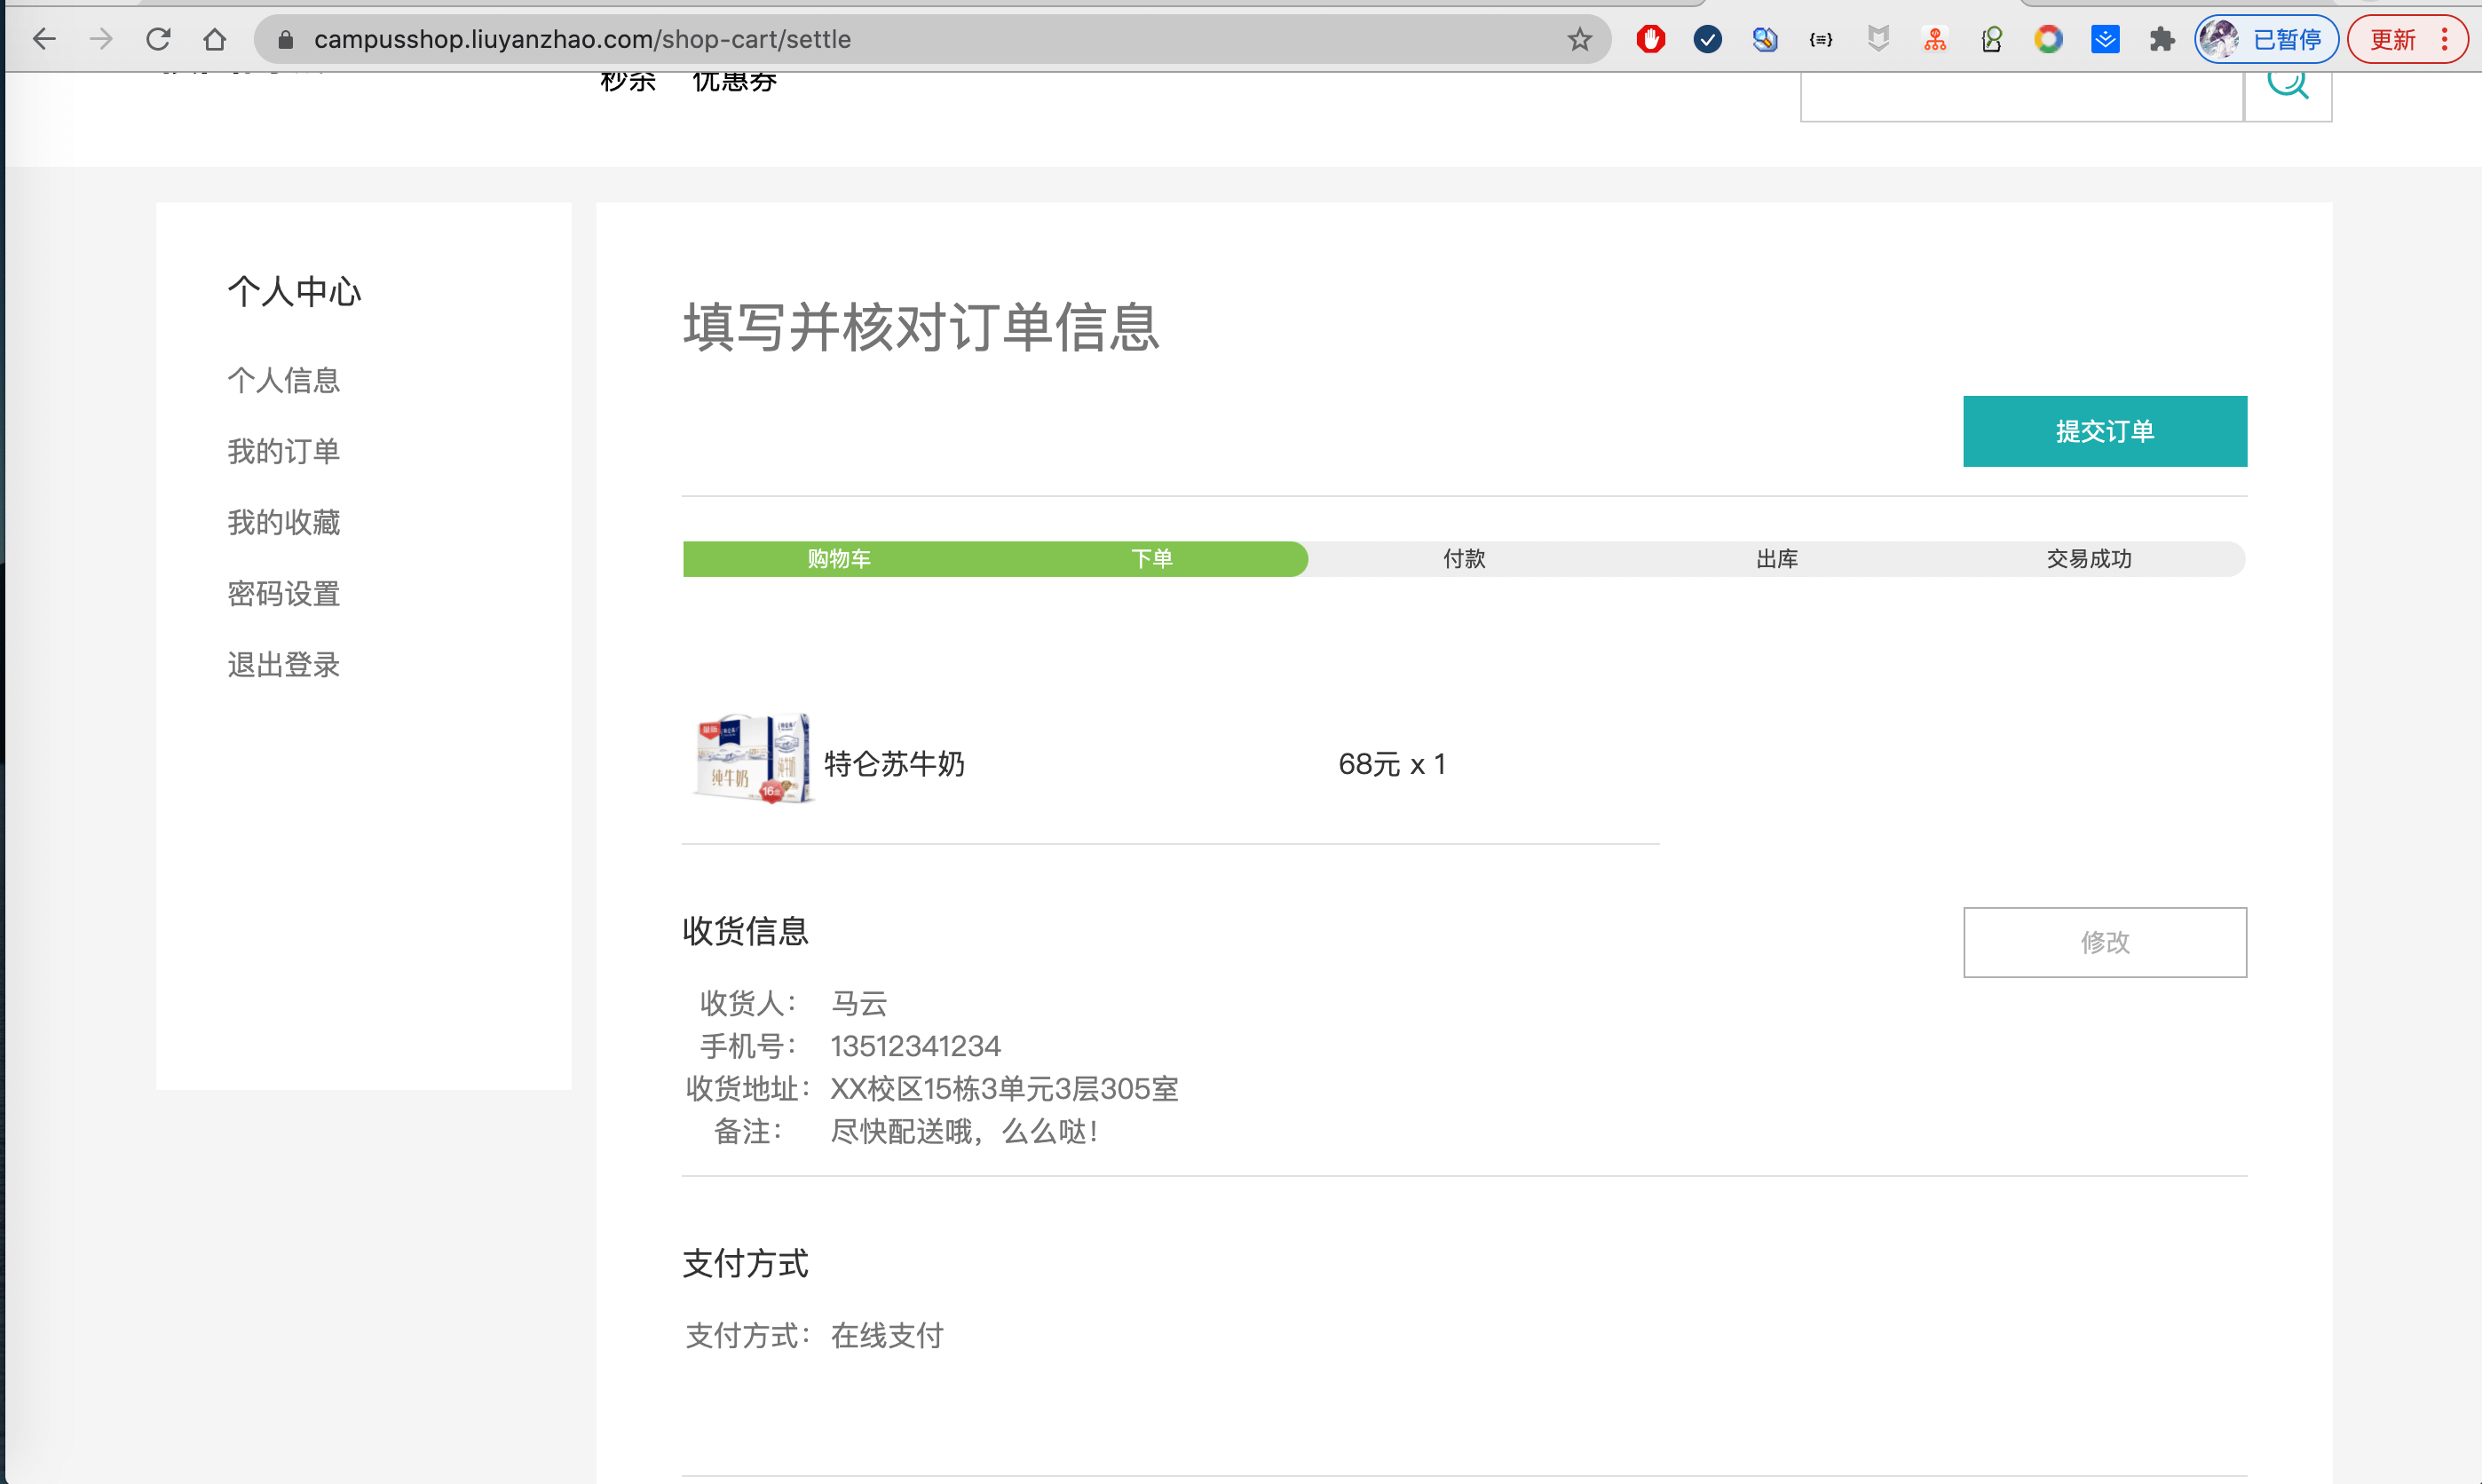 campusshop.liuyanzhao.com/shop-cart/settle
已暂停
更新
秒杀 优惠券
个人中心
个人信息
我的订单
我的收藏
密码设置
退出登录
填写并核对订单信息
提交订单
购物车 下单 付款 出库 交易成功
纯牛奶
特仑苏牛奶 68元 x 1
收货信息
修改
收货人： 马云
手机号： 13512341234
收货地址： XX校区15栋3单元3层305室
备注： 尽快配送哦，么么哒！
支付方式
支付方式： 在线支付